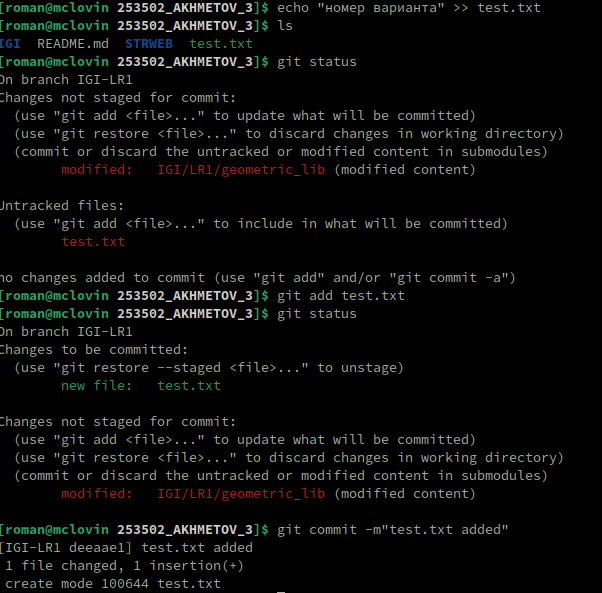 [roman@mclovin 253502_AKHMETOV_3]$ echo "номер варианта" >> test.txt
[roman@mclovin 253502_AKHMETOV_3]$ ls
IGI  README.md  STRWEB  test.txt
[roman@mclovin 253502_AKHMETOV_3]$ git status
On branch IGI-LR1
Changes not staged for commit:
  (use "git add <file>..." to update what will be committed)
  (use "git restore <file>..." to discard changes in working directory)
  (commit or discard the untracked or modified content in submodules)
        modified:   IGI/LR1/geometric_lib (modified content)

Untracked files:
  (use "git add <file>..." to include in what will be committed)
        test.txt

no changes added to commit (use "git add" and/or "git commit -a")
[roman@mclovin 253502_AKHMETOV_3]$ git add test.txt
[roman@mclovin 253502_AKHMETOV_3]$ git status
On branch IGI-LR1
Changes to be committed:
  (use "git restore --staged <file>..." to unstage)
        new file:   test.txt

Changes not staged for commit:
  (use "git add <file>..." to update what will be committed)
  (use "git restore <file>..." to discard changes in working directory)
  (commit or discard the untracked or modified content in submodules)
        modified:   IGI/LR1/geometric_lib (modified content)

[roman@mclovin 253502_AKHMETOV_3]$ git commit -m"test.txt added"
[IGI-LR1 deeaae1] test.txt added
 1 file changed, 1 insertion(+)
 create mode 100644 test.txt